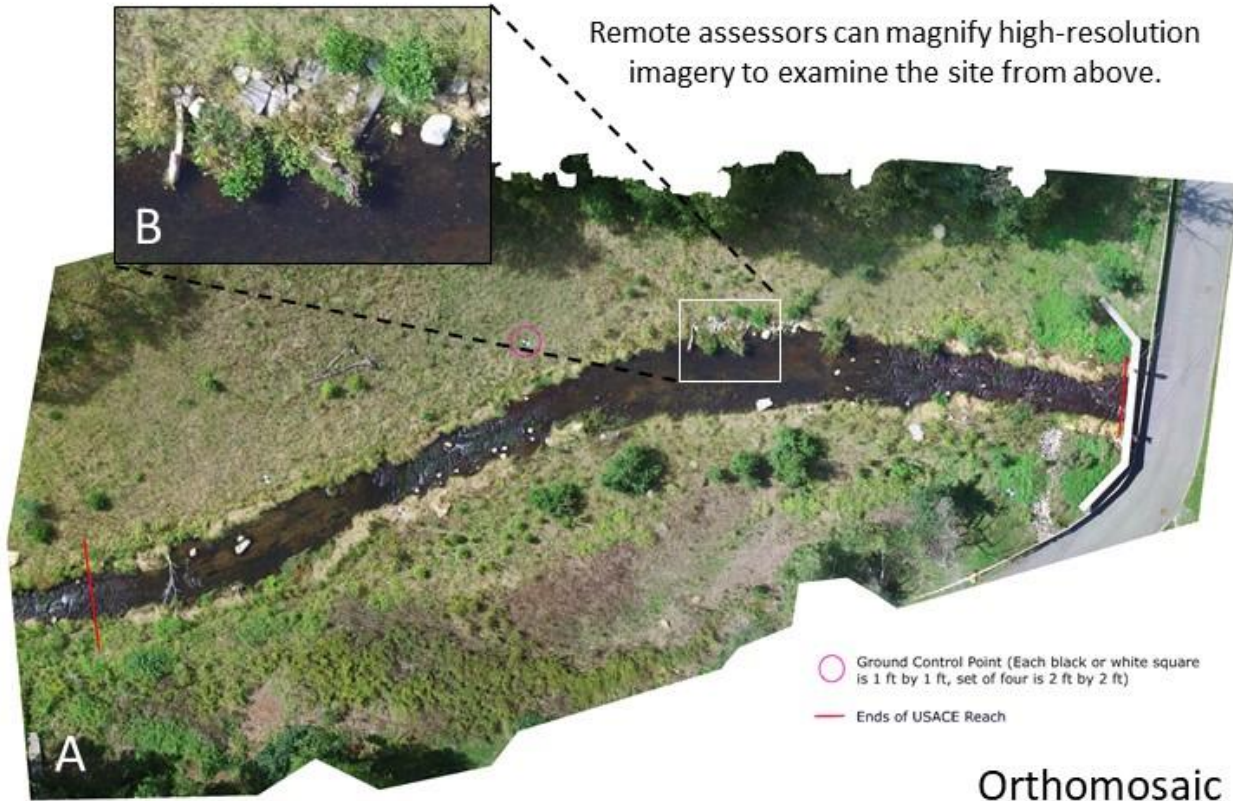 Remote assessors can magnify high-resolution
imagery to examine the site from above.
B
Ground Control Point (Each black or white square
is 1 ft by 1 ft, set of four is 2 ft by 2 ft)
Ends of USACE Reach
A
Orthomosaic